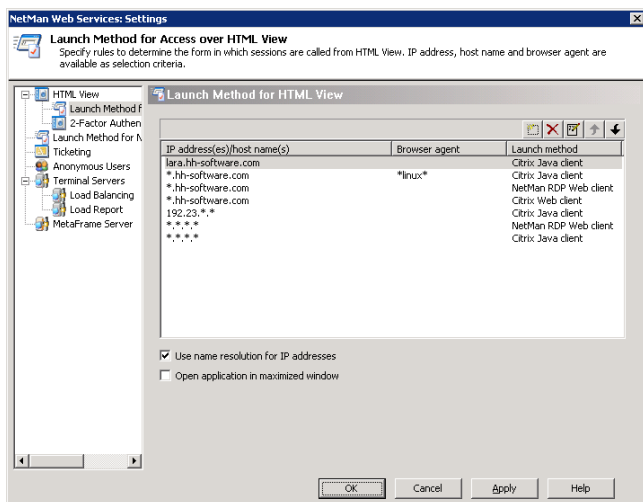 NetMan Web Services: Settings
Launch Method for Access over HTML View
Specify rules to determine the form in which sessions are called from HTML View. IP address, host name and browser agent are
available as selection criteria.
HTML View
Launch Method f
2-Factor Authen
Launch Method for N
Ticketing
Anonymous Users
Terminal Servers
Load Balancing
Load Report
MetaFrame Server
Launch Method for HTML View
IP address(es)/host name(s) Browser agent Launch method
lara.hh-software.com Citrix Java client
*.hh-software.com *linux* Citrix Java client
*.hh-software.com NetMan RDP Web client
*.hh-software.com Citrix Web client
192.23.*.* Citrix Java client
*.*.*.* NetMan RDP Web client
*.*.*.* Citrix Java client
Use name resolution for IP addresses
Open application in maximized window
OK Cancel Apply Help